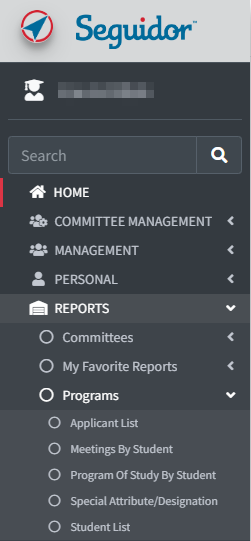 Seguidor™
Search
HOME
COMMITTEE MANAGEMENT
MANAGEMENT
PERSONAL
REPORTS
Committees
My Favorite Reports
Programs
Applicant List
Meetings By Student
Program Of Study By Student
Special Attribute/Designation
Student List